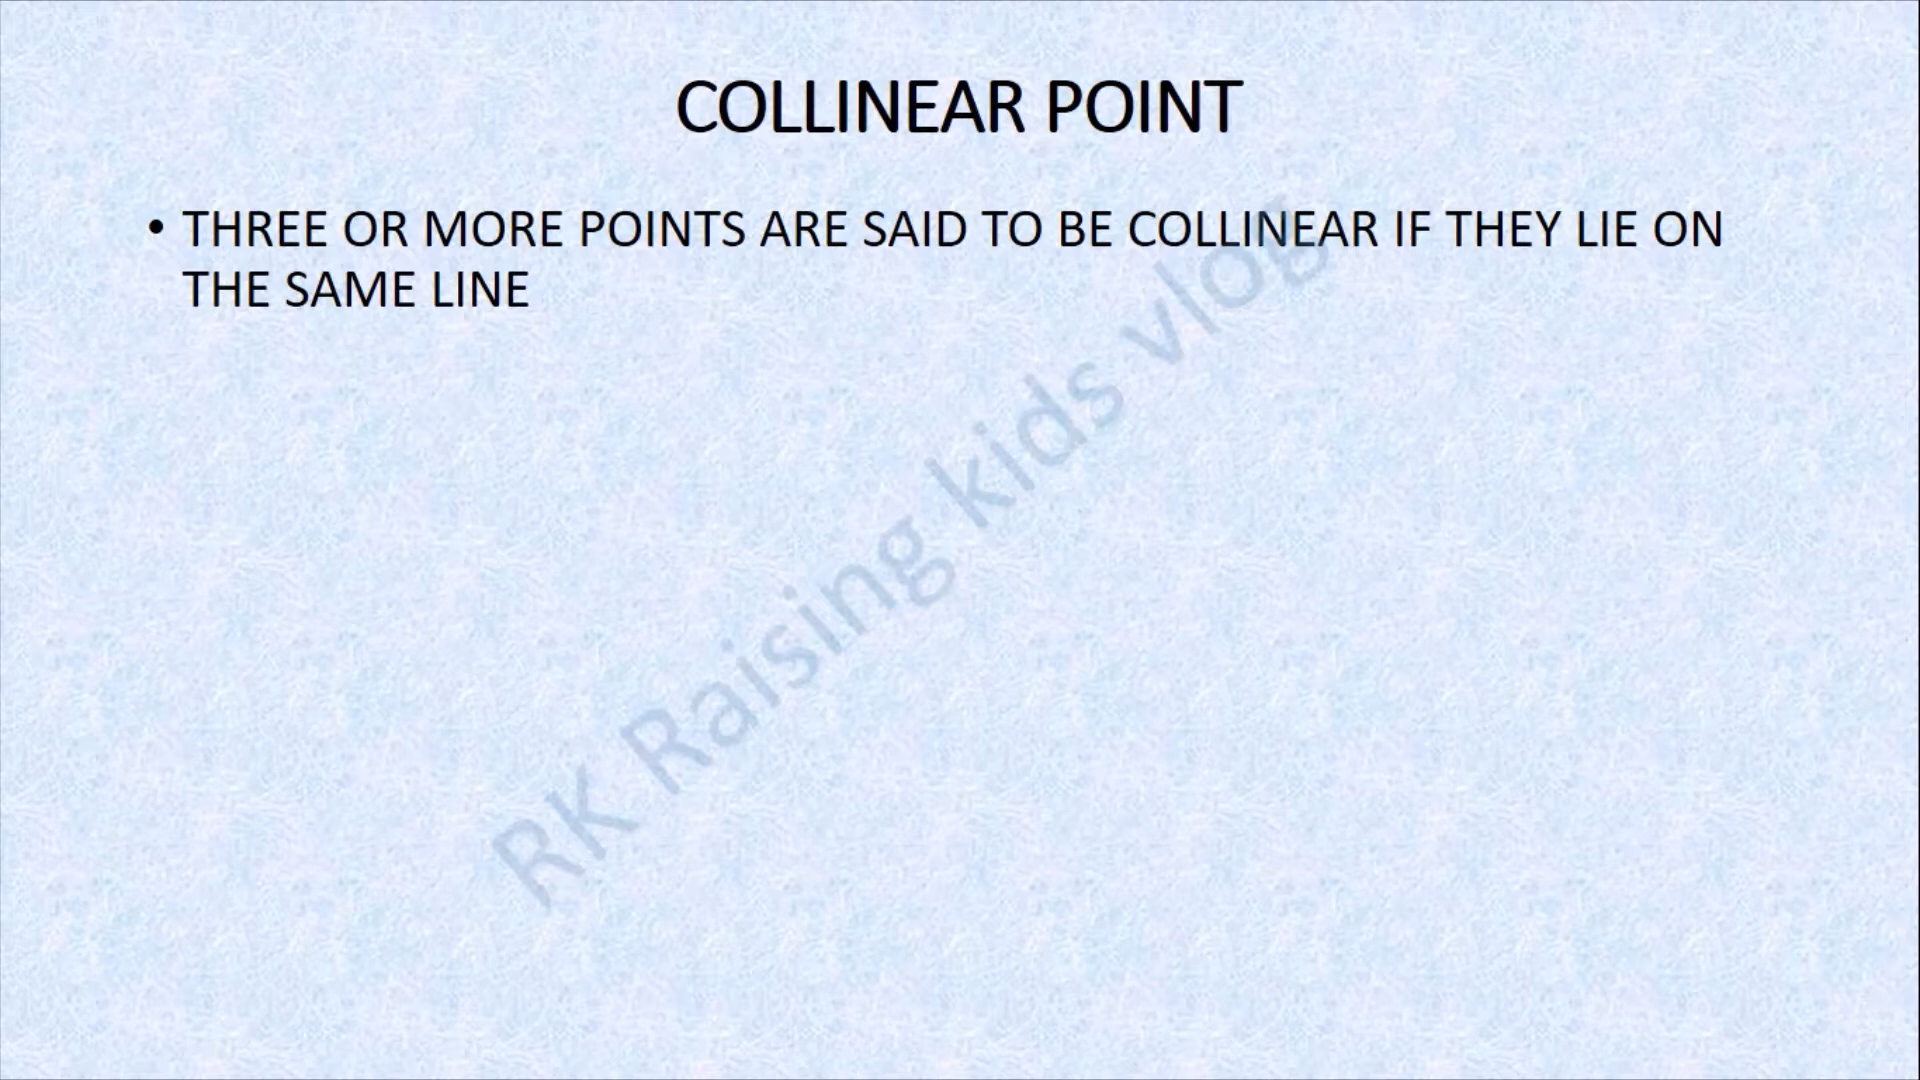 COLLINEAR POINT
• THREE OR MORE POINTS ARE SAID TO BE COLLINEAR IF THEY LIE ON
THE SAME LINE
RK Raising kids vlog